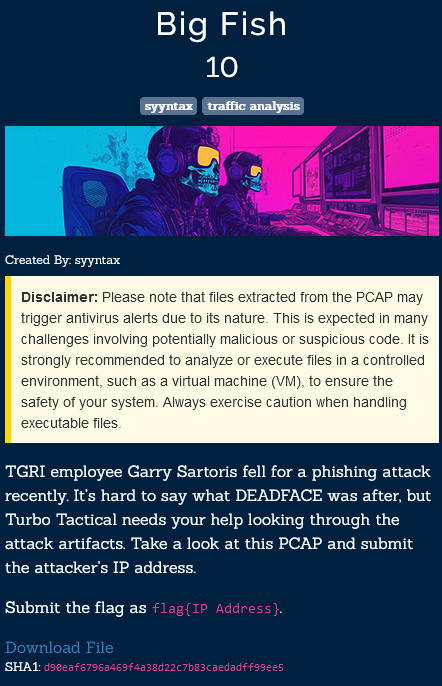 Big Fish
10
syyntax traffic analysis
Created By: syyntax
Disclaimer: Please note that files extracted from the PCAP may
trigger antivirus alerts due to its nature. This is expected in many
challenges involving potentially malicious or suspicious code. It is
strongly recommended to analyze or execute files in a controlled
environment, such as a virtual machine (VM), to ensure the
safety of your system. Always exercise caution when handling
executable files.
TGRI employee Garry Sartoris fell for a phishing attack
recently. It's hard to say what DEADFACE was after, but
Turbo Tactical needs your help looking through the
attack artifacts. Take a look at this PCAP and submit
the attacker's IP address.
Submit the flag as flag{IP Address}.
Download File
SHA1: d90eaf6796a469f4a38d22c7b83caedadff99ee5